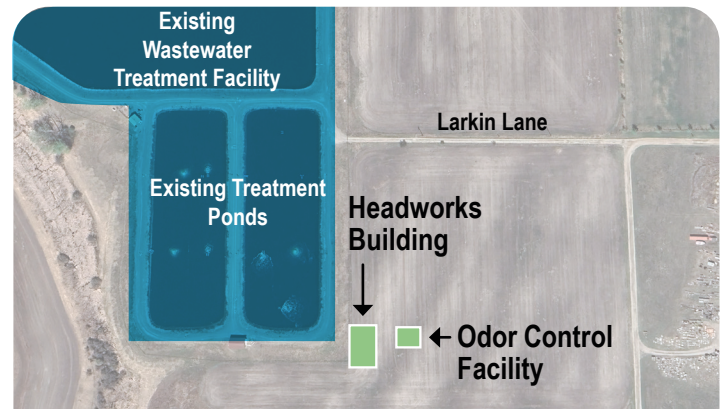 Existing
Wastewater
Treatment Facility
Larkin Lane
Existing Treatment
Ponds
Headworks
Building
Odor Control
Facility